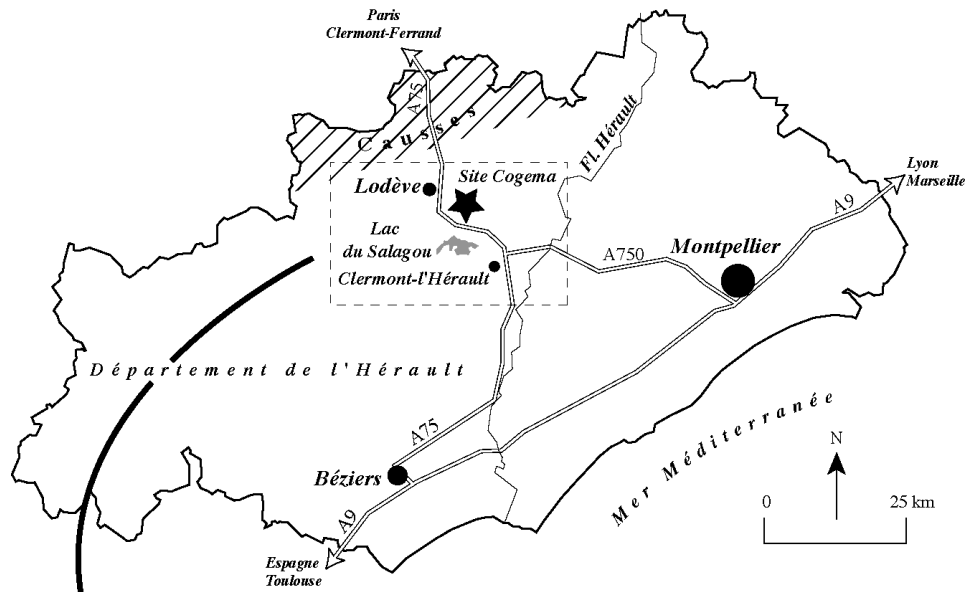 Paris
Clermont-Ferrand
A75
Causses
Fl. Hérault
Lyon
Marseille
A9
Lodève
Site Cogema
Lac
du Salagou
Montpellier
A750
Clermont-l'Hérault
Département de l'Hérault
Mer Méditerranée
A75
Béziers
N
0 25 km
A9
Espagne
Toulouse